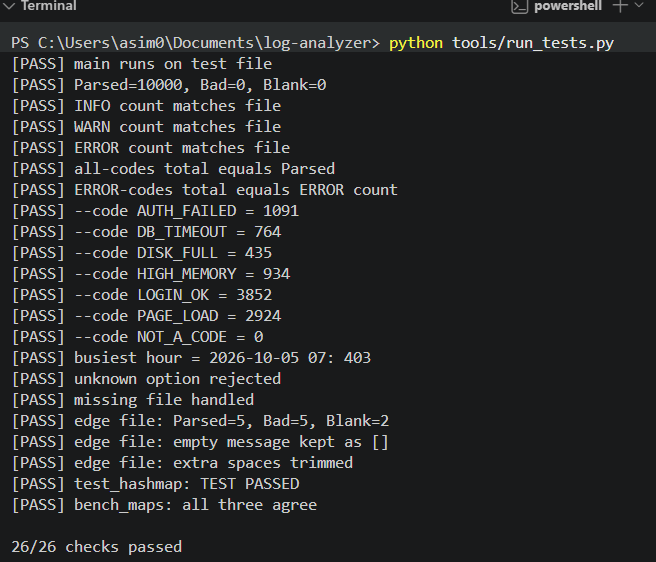 Terminal
powershell
PS C:\Users\asim0\Documents\log-analyzer> python tools/run_tests.py
[PASS] main runs on test file
[PASS] Parsed=10000, Bad=0, Blank=0
[PASS] INFO count matches file
[PASS] WARN count matches file
[PASS] ERROR count matches file
[PASS] all-codes total equals Parsed
[PASS] ERROR-codes total equals ERROR count
[PASS] --code AUTH_FAILED = 1091
[PASS] --code DB_TIMEOUT = 764
[PASS] --code DISK_FULL = 435
[PASS] --code HIGH_MEMORY = 934
[PASS] --code LOGIN_OK = 3852
[PASS] --code PAGE_LOAD = 2924
[PASS] --code NOT_A_CODE = 0
[PASS] busiest hour = 2026-10-05 07: 403
[PASS] unknown option rejected
[PASS] missing file handled
[PASS] edge file: Parsed=5, Bad=5, Blank=2
[PASS] edge file: empty message kept as []
[PASS] edge file: extra spaces trimmed
[PASS] test_hashmap: TEST PASSED
[PASS] bench_maps: all three agree
26/26 checks passed